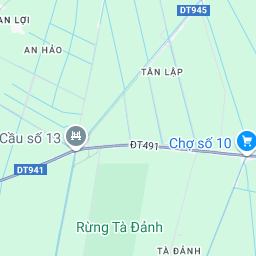 ĐT945
AN LỢI
AN HẢO
TÂN LẬP
Cầu số 13
ĐT491
Chợ số 10
ĐT941
Rừng Tà Đảnh
TÀ ĐẢNH